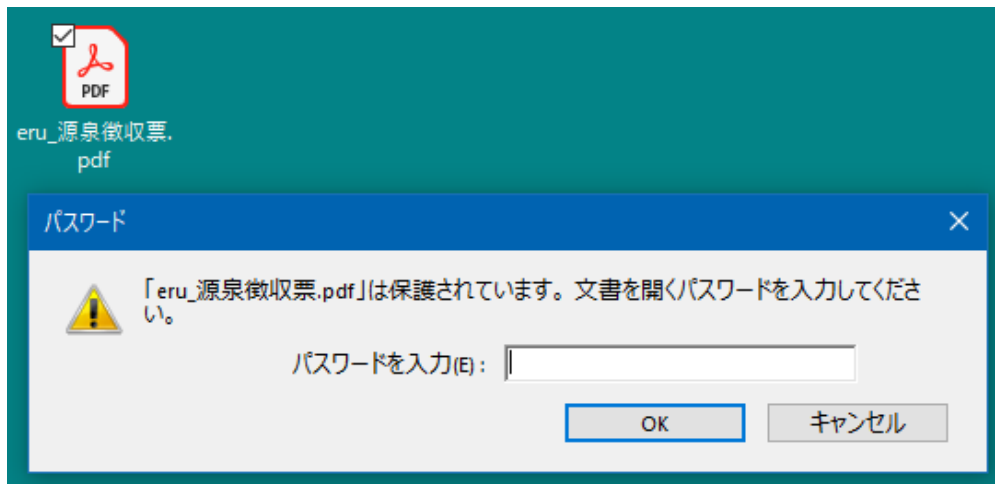 PDF
eru_源泉徴収票.
pdf
パスワード
「eru_源泉徴収票.pdf」は保護されています。文書を開くパスワードを入力してくださ
い。
パスワードを入力(E)：
OK
キャンセル